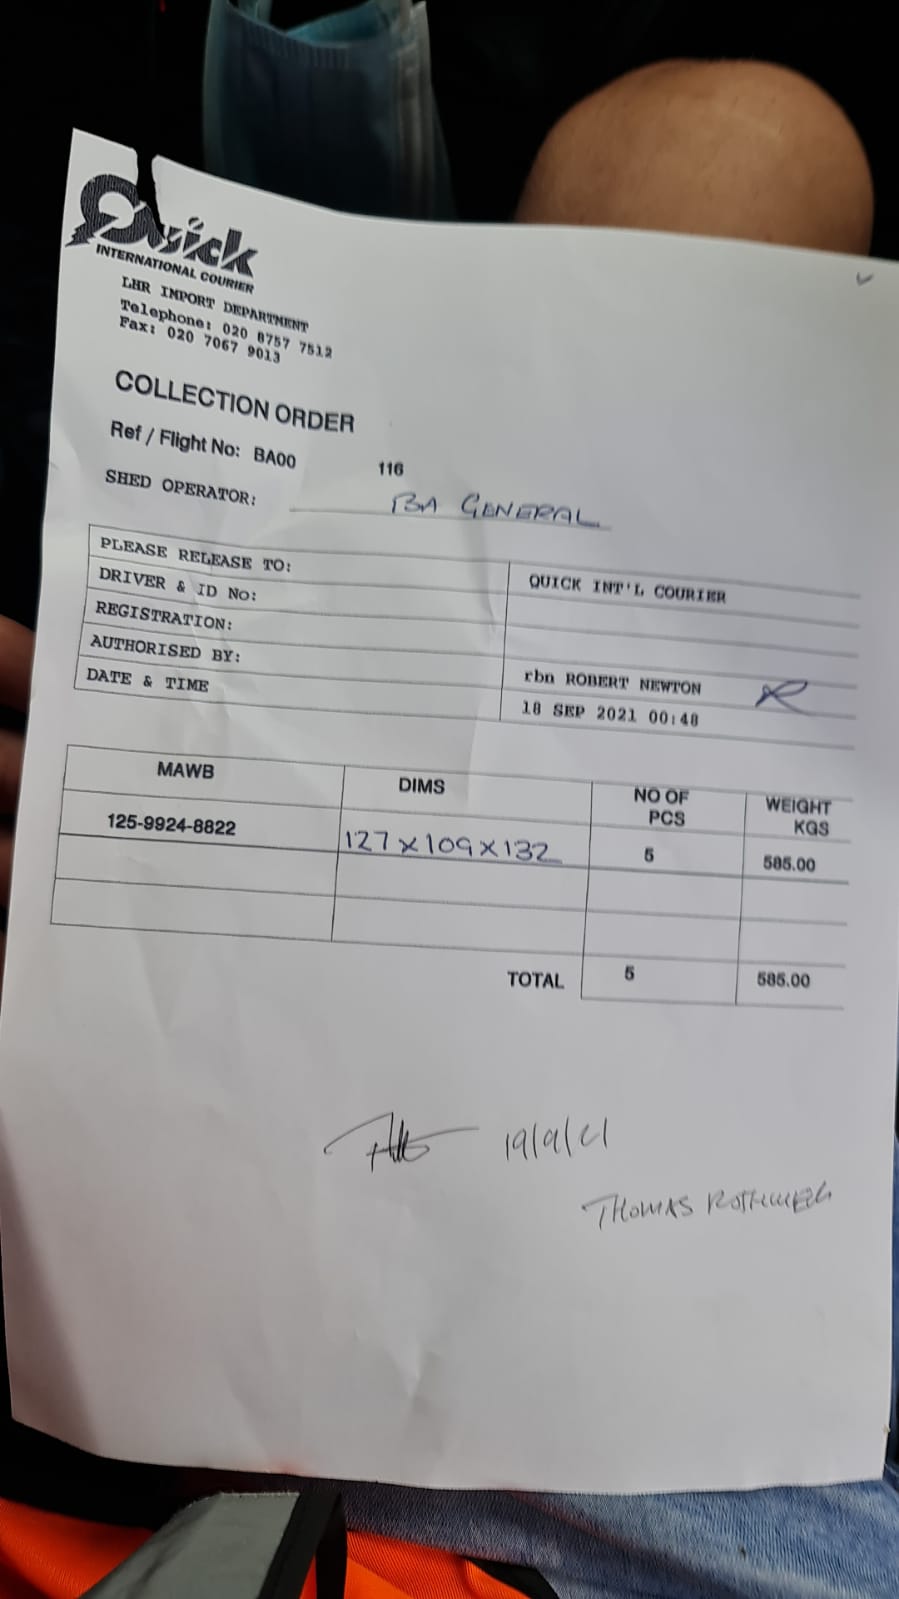 Quick
INTERNATIONAL COURIER
LHR IMPORT DEPARTMENT
Telephone: 020 8757 7512
Fax: 020 7067 9013
COLLECTION ORDER
Ref / Flight No: BA00 116
SHED OPERATOR: BA GENERAL
PLEASE RELEASE TO: QUICK INT'L COURIER
DRIVER & ID No:
REGISTRATION:
AUTHORISED BY: rbn ROBERT NEWTON
DATE & TIME 18 SEP 2021 00:48
MAWB DIMS NO OF PCS WEIGHT KGS
125-9924-8822 127x109x132 5 585.00
TOTAL 5 585.00
19/9/21
THOMAS